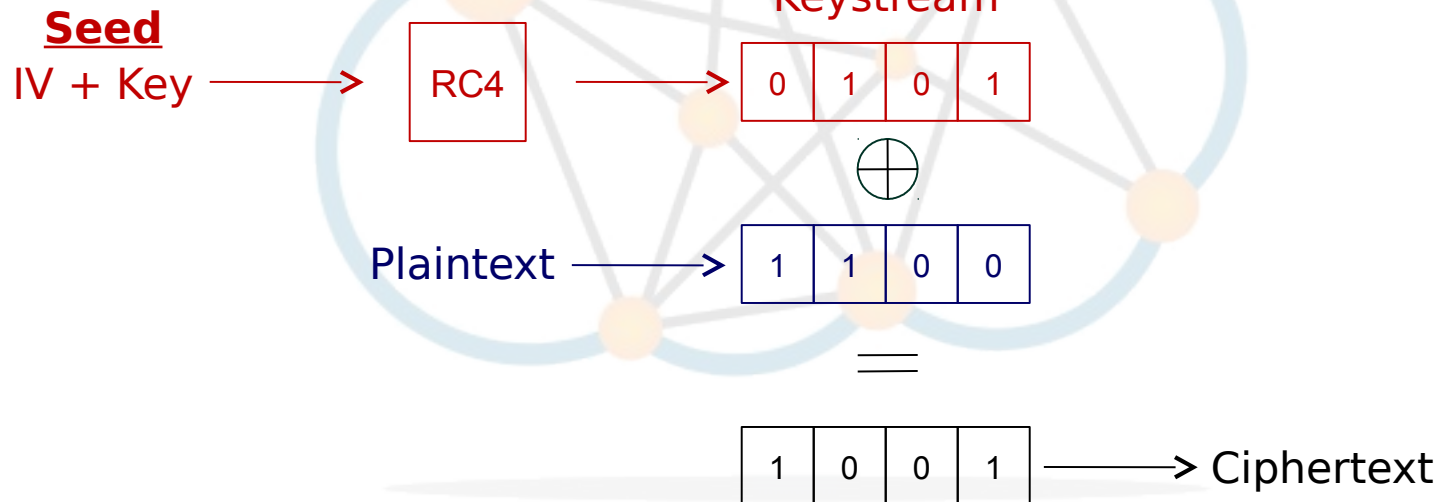 Keystream
Seed
IV + Key
RC4
0 1 0 1
Plaintext
1 1 0 0
1 0 0 1
Ciphertext